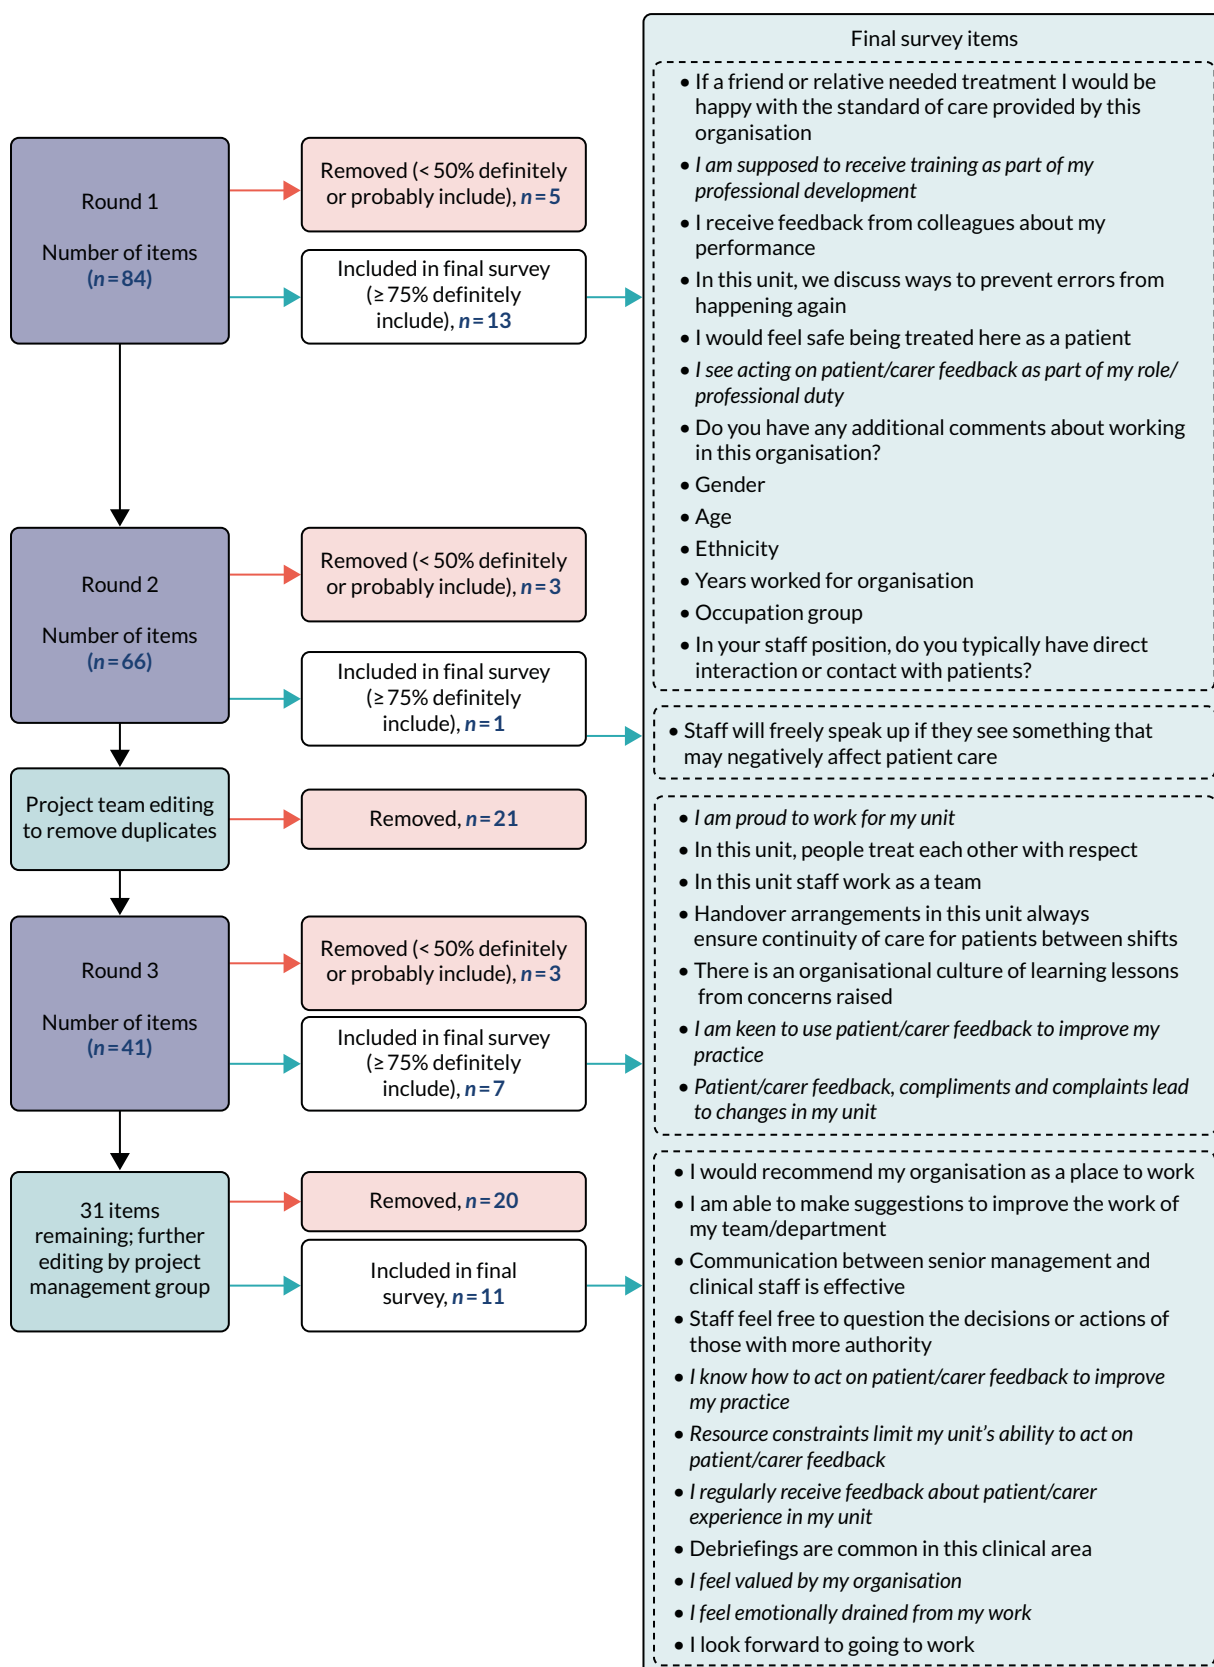 Round 1
Number of items
(n=84)
Removed (< 50% definitely
or probably include), n=5
Included in final survey
(≥ 75% definitely
include), n=13
Round 2
Number of items
(n=66)
Removed (< 50% definitely
or probably include), n=3
Included in final survey
(≥ 75% definitely
include), n=1
Project team editing
to remove duplicates
Removed, n=21
Round 3
Number of items
(n=41)
Removed (< 50% definitely
or probably include), n=3
Included in final survey
(≥ 75% definitely
include), n=7
31 items
remaining; further
editing by project
management group
Removed, n=20
Included in final
survey, n=11
Final survey items
• If a friend or relative needed treatment I would be
happy with the standard of care provided by this
organisation
• I am supposed to receive training as part of my
professional development
• I receive feedback from colleagues about my
performance
• In this unit, we discuss ways to prevent errors from
happening again
• I would feel safe being treated here as a patient
• I see acting on patient/carer feedback as part of my role/
professional duty
• Do you have any additional comments about working
in this organisation?
• Gender
• Age
• Ethnicity
• Years worked for organisation
• Occupation group
• In your staff position, do you typically have direct
interaction or contact with patients?
• Staff will freely speak up if they see something that
may negatively affect patient care
• I am proud to work for my unit
• In this unit, people treat each other with respect
• In this unit staff work as a team
• Handover arrangements in this unit always
ensure continuity of care for patients between shifts
• There is an organisational culture of learning lessons
from concerns raised
• I am keen to use patient/carer feedback to improve my
practice
• Patient/carer feedback, compliments and complaints lead
to changes in my unit
• I would recommend my organisation as a place to work
• I am able to make suggestions to improve the work of
my team/department
• Communication between senior management and
clinical staff is effective
• Staff feel free to question the decisions or actions of
those with more authority
• I know how to act on patient/carer feedback to improve
my practice
• Resource constraints limit my unit's ability to act on
patient/carer feedback
• I regularly receive feedback about patient/carer
experience in my unit
• Debriefings are common in this clinical area
• I feel valued by my organisation
• I feel emotionally drained from my work
• I look forward to going to work